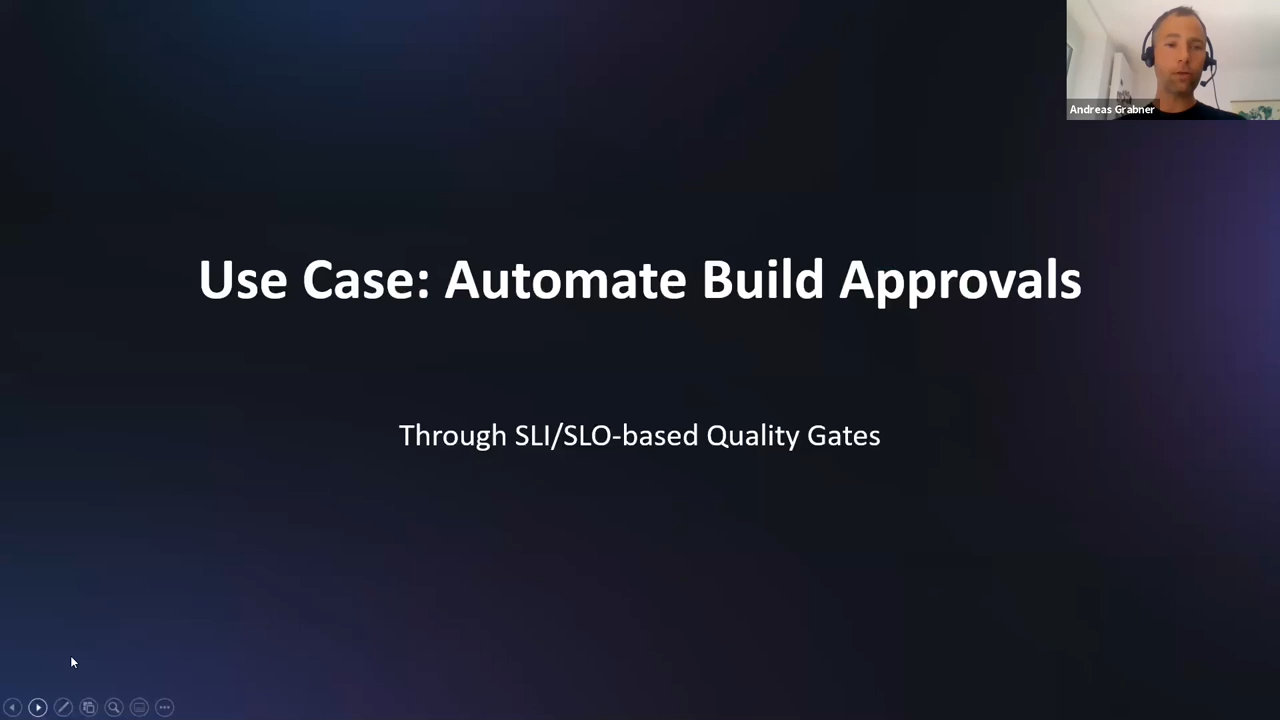 Andreas Grabner
Use Case: Automate Build Approvals
Through SLI/SLO-based Quality Gates